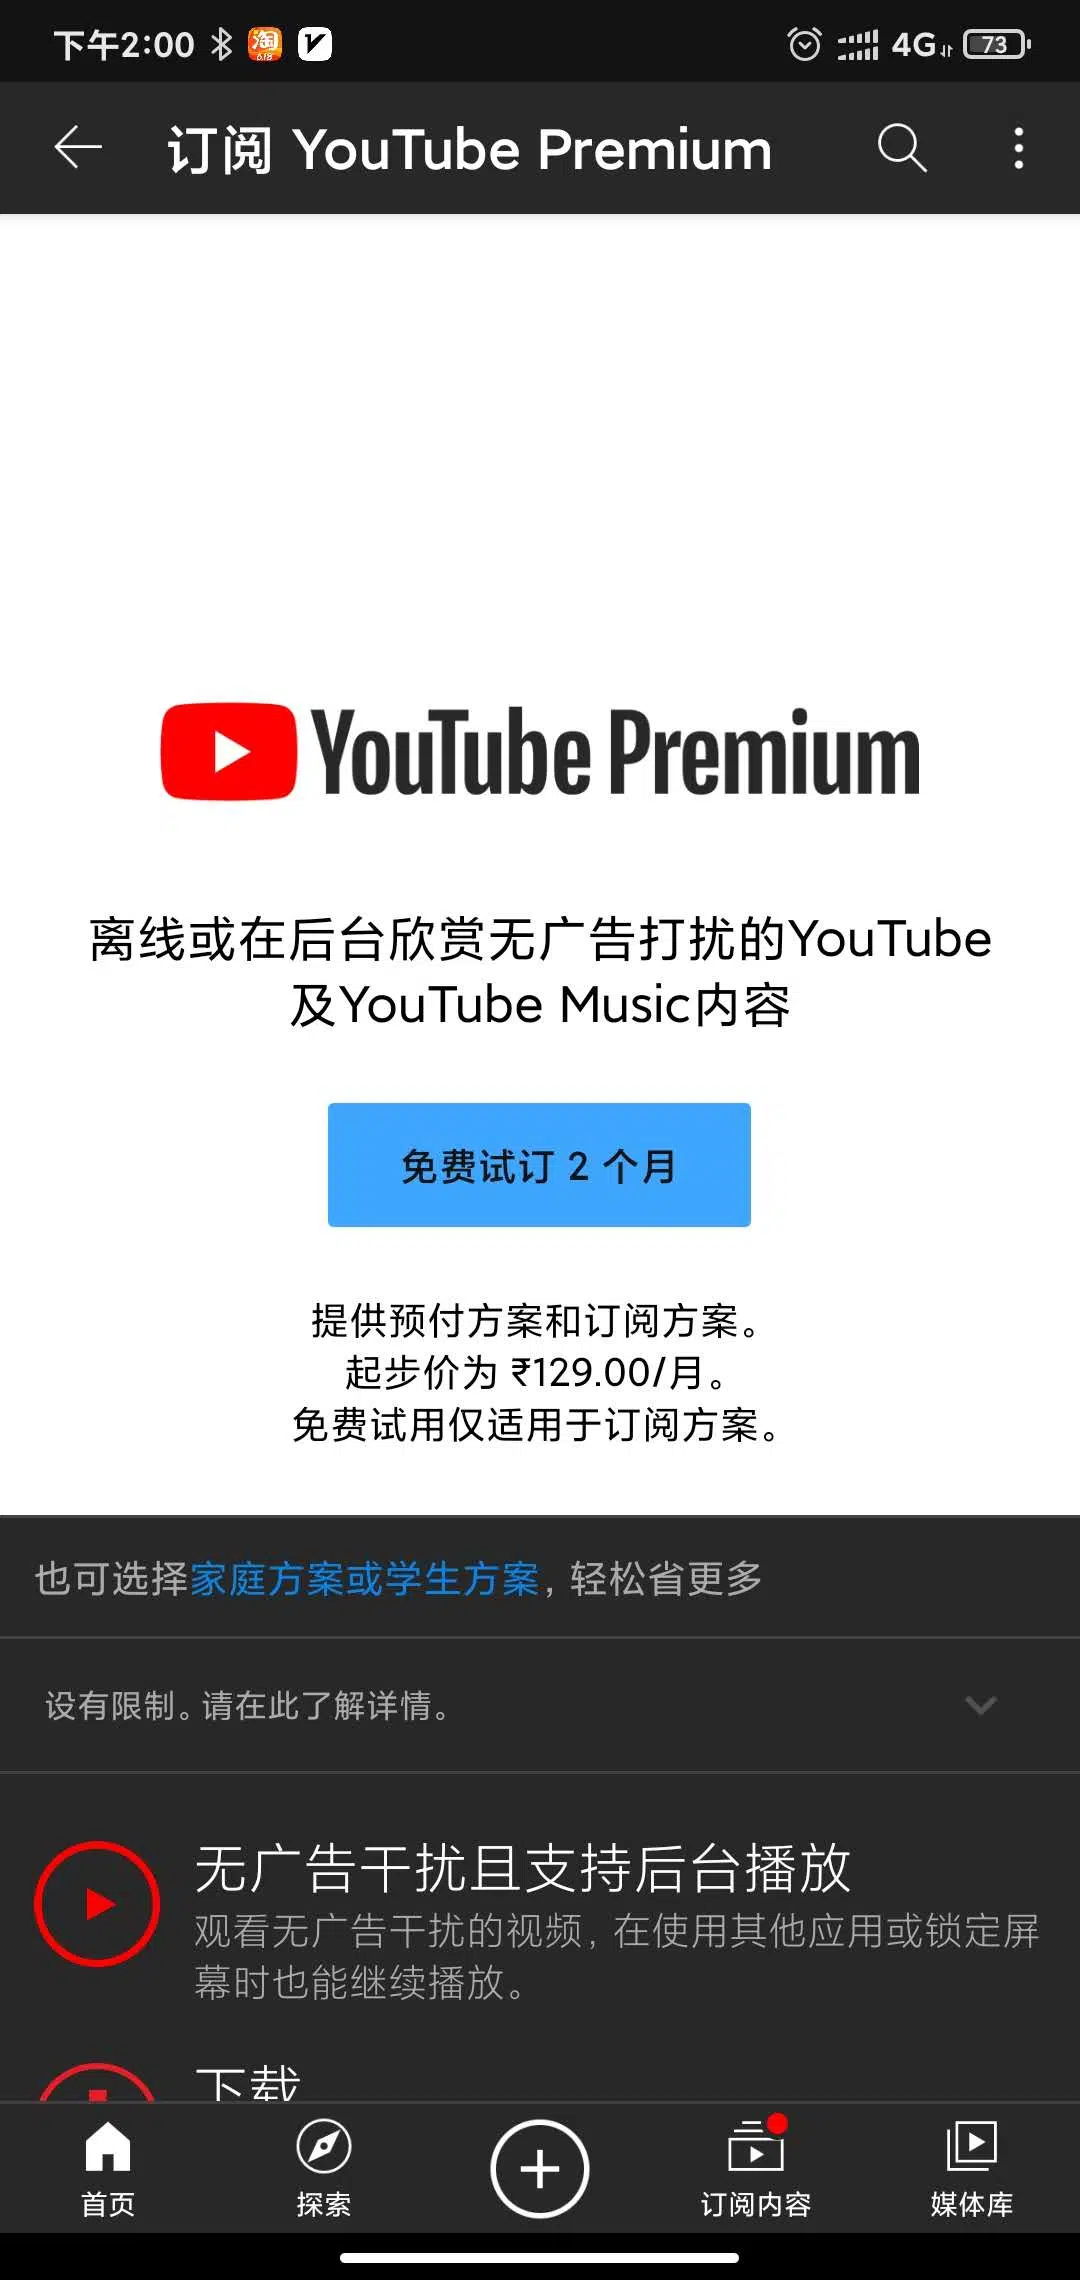 下午2:00 淘 618 4G 73
订阅 YouTube Premium
YouTube Premium
离线或在后台欣赏无广告打扰的YouTube
及YouTube Music内容
免费试订 2 个月
提供预付方案和订阅方案。
起步价为 ₹129.00/月。
免费试用仅适用于订阅方案。
也可选择家庭方案或学生方案，轻松省更多
设有限制。请在此了解详情。
无广告干扰且支持后台播放
观看无广告干扰的视频，在使用其他应用或锁定屏
幕时也能继续播放。
下载
首页 探索 订阅内容 媒体库